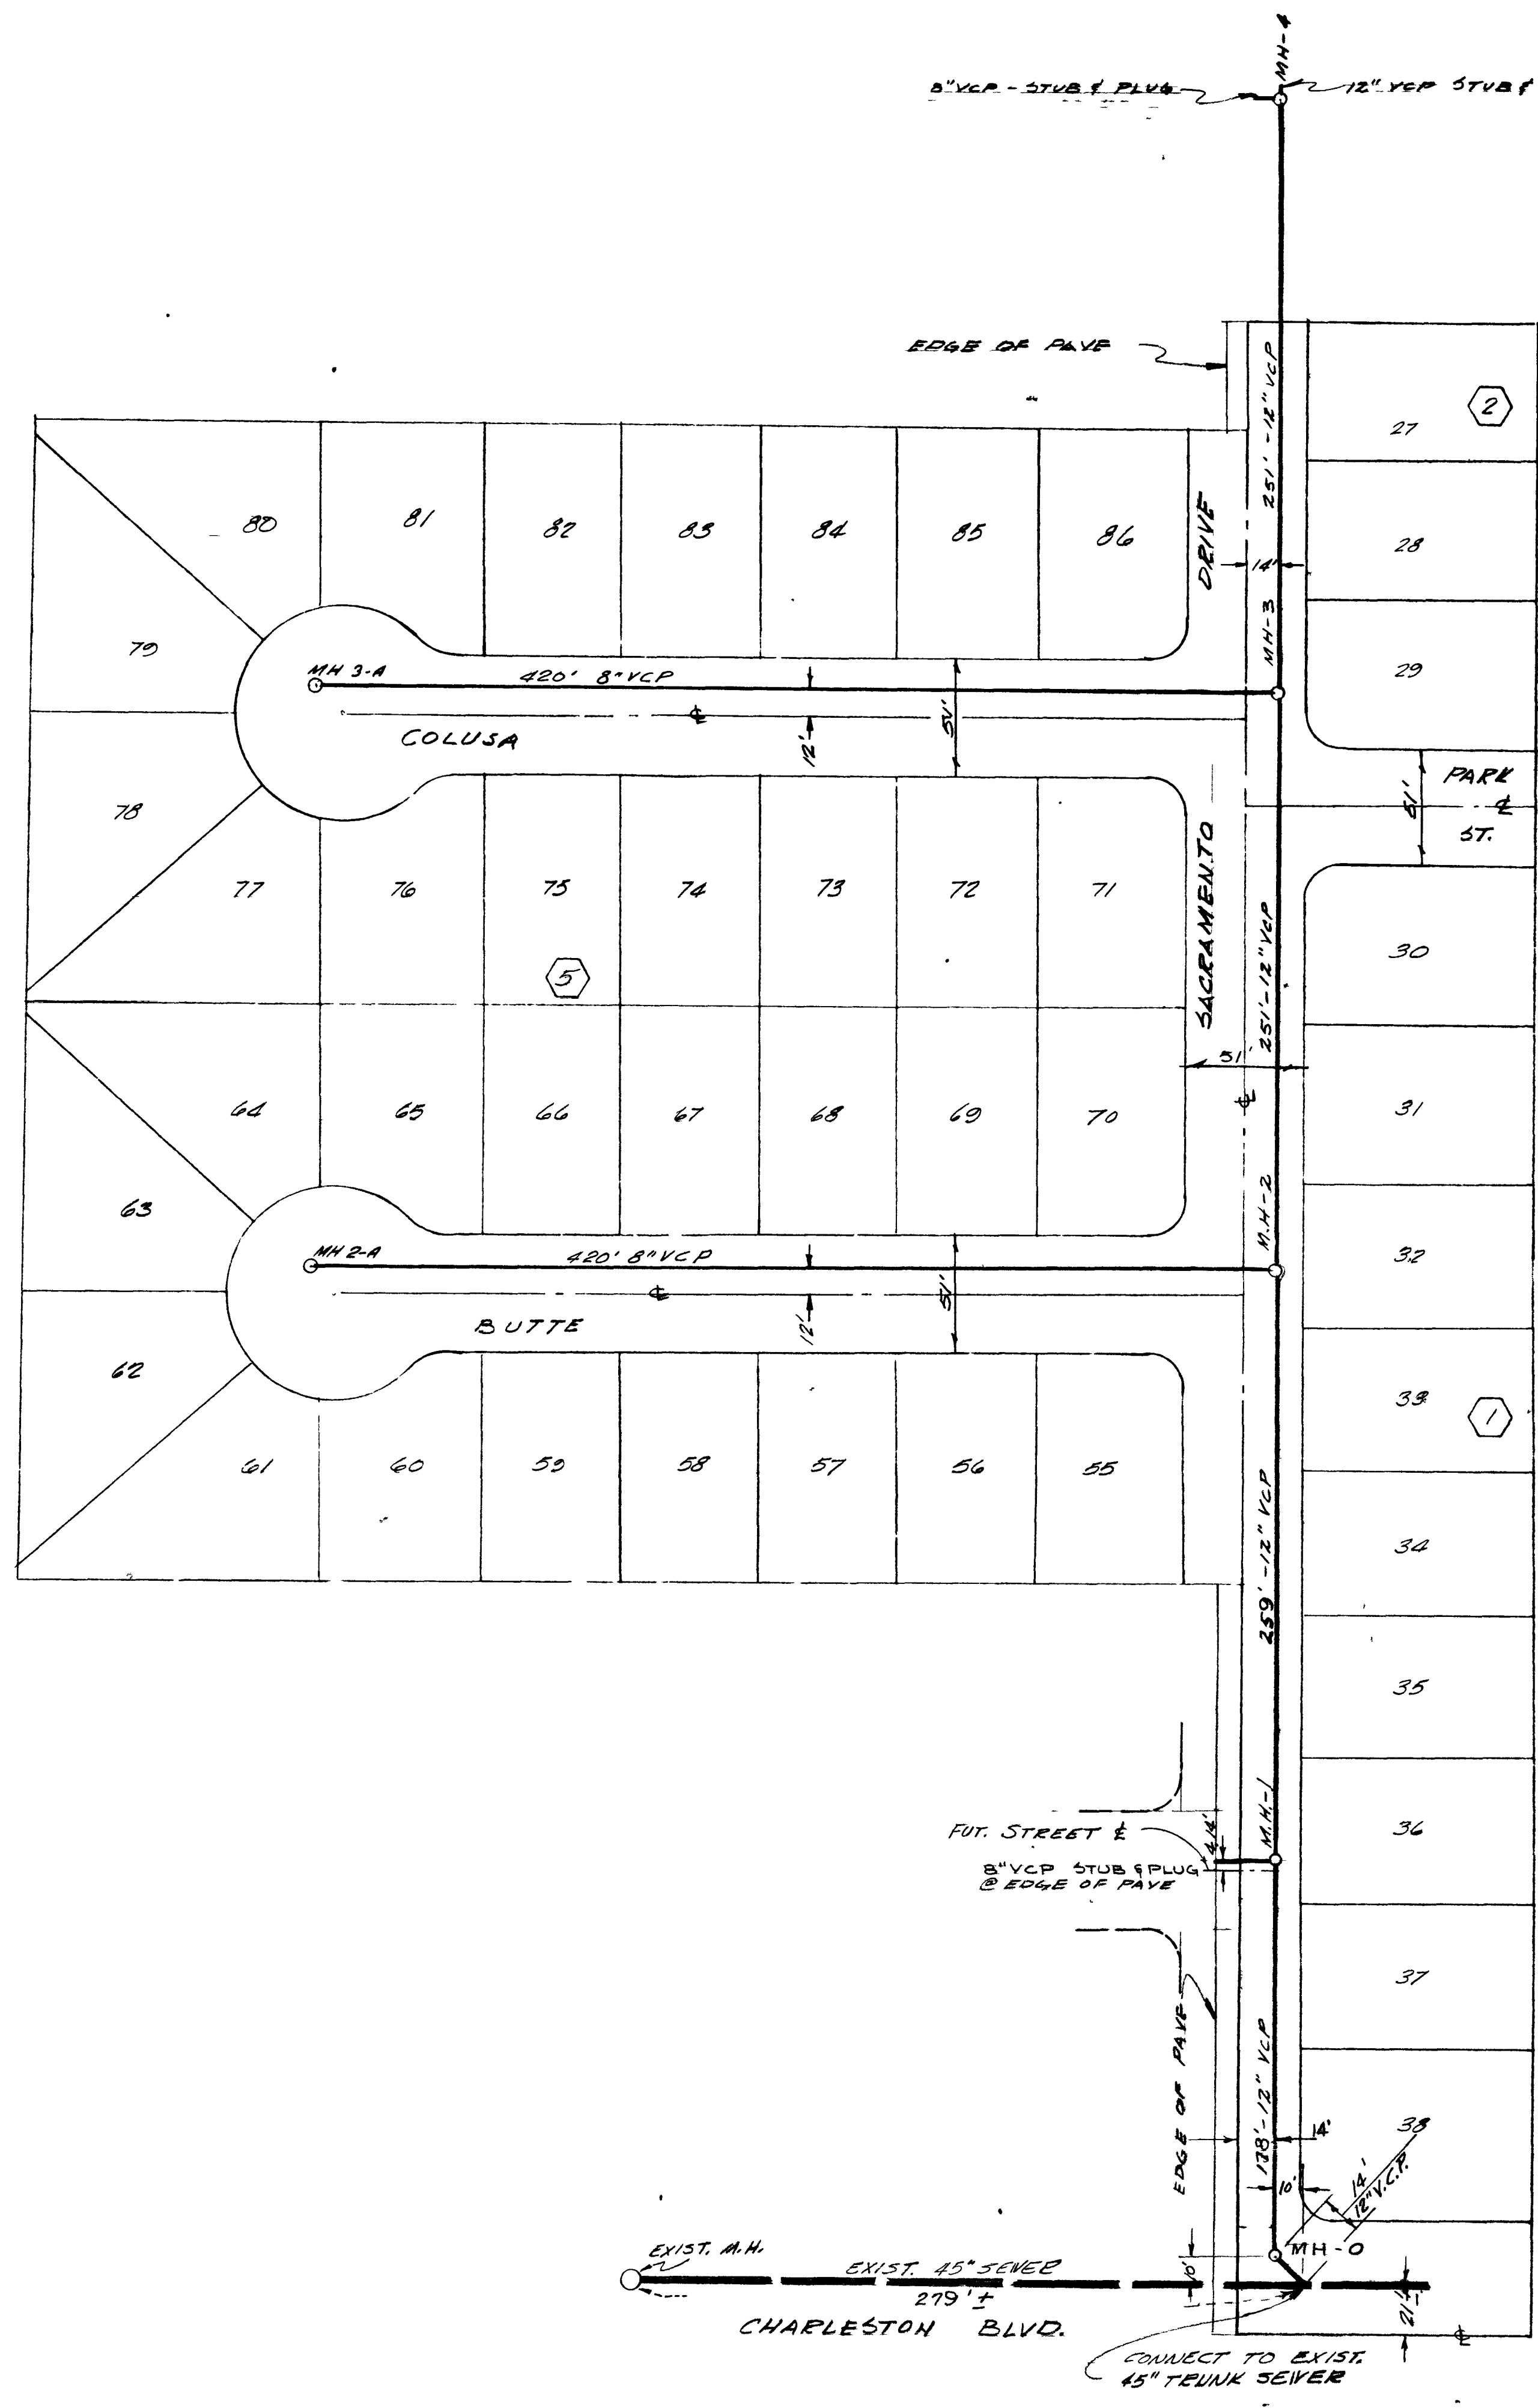 MH-4
8" VCP - STUB & PLUG
12" VCP STUB &
EDGE OF PAVE
251' - 12" VCP
2
27
80
81
82
83
84
85
86
DRIVE
28
14'
79
MH-3
29
MH 3-A
420' 8" VCP
51'
12'
COLUSA
PARK
51'
ST.
78
77
76
75
74
73
72
71
SACRAMENTO
251' - 12" VCP
30
5
51'
64
65
66
67
68
69
70
31
63
M.H-2
32
MH 2-A
420' 8" VCP
51'
12'
BUTTE
62
33
1
61
60
59
58
57
56
55
259' - 12" VCP
34
35
M.H.-1
36
FUT. STREET ℄
8" VCP STUB & PLUG
@ EDGE OF PAVE
37
EDGE OF PAVE
138' - 12" VCP
38
14'
10'
14'
12" V.C.P.
MH-0
EXIST. M.H.
EXIST. 45" SEWER
10'
279' ±
21'
CHARLESTON BLVD.
CONNECT TO EXIST.
45" TRUNK SEWER